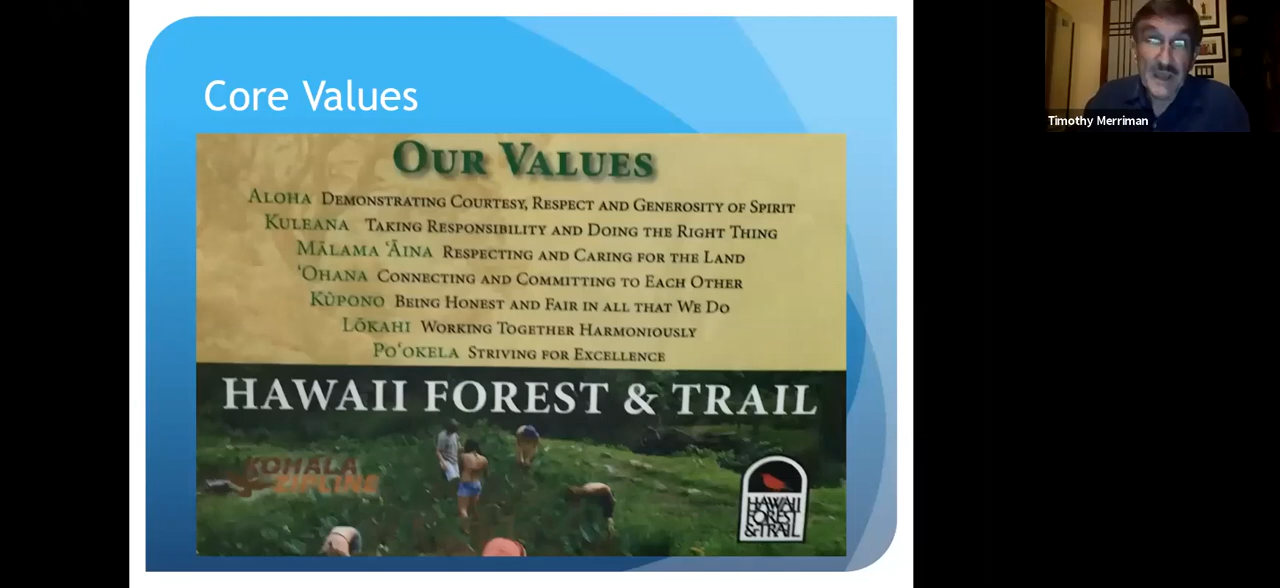 Core Values
OUR VALUES
ALOHA DEMONSTRATING COURTESY, RESPECT AND GENEROSITY OF SPIRIT
KULEANA TAKING RESPONSIBILITY AND DOING THE RIGHT THING
MĀLAMA ʻĀINA RESPECTING AND CARING FOR THE LAND
ʻOHANA CONNECTING AND COMMITTING TO EACH OTHER
KŪPONO BEING HONEST AND FAIR IN ALL THAT WE DO
LŌKAHI WORKING TOGETHER HARMONIOUSLY
POʻOKELA STRIVING FOR EXCELLENCE
HAWAII FOREST & TRAIL
KOHALA
ZIPLINE
HAWAII
FOREST
&TRAIL
Timothy Merriman